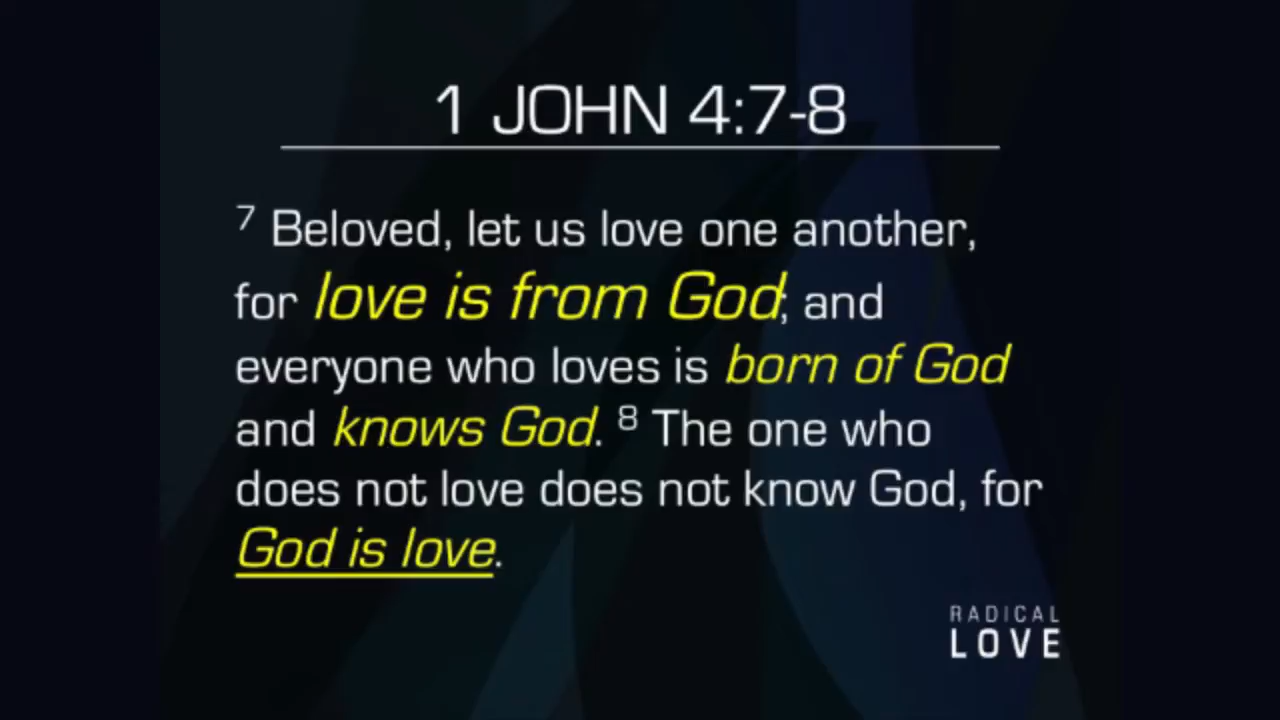 1 JOHN 4:7-8
7 Beloved, let us love one another,
for love is from God; and
everyone who loves is born of God
and knows God. 8 The one who
does not love does not know God, for
God is love.
RADICAL
LOVE